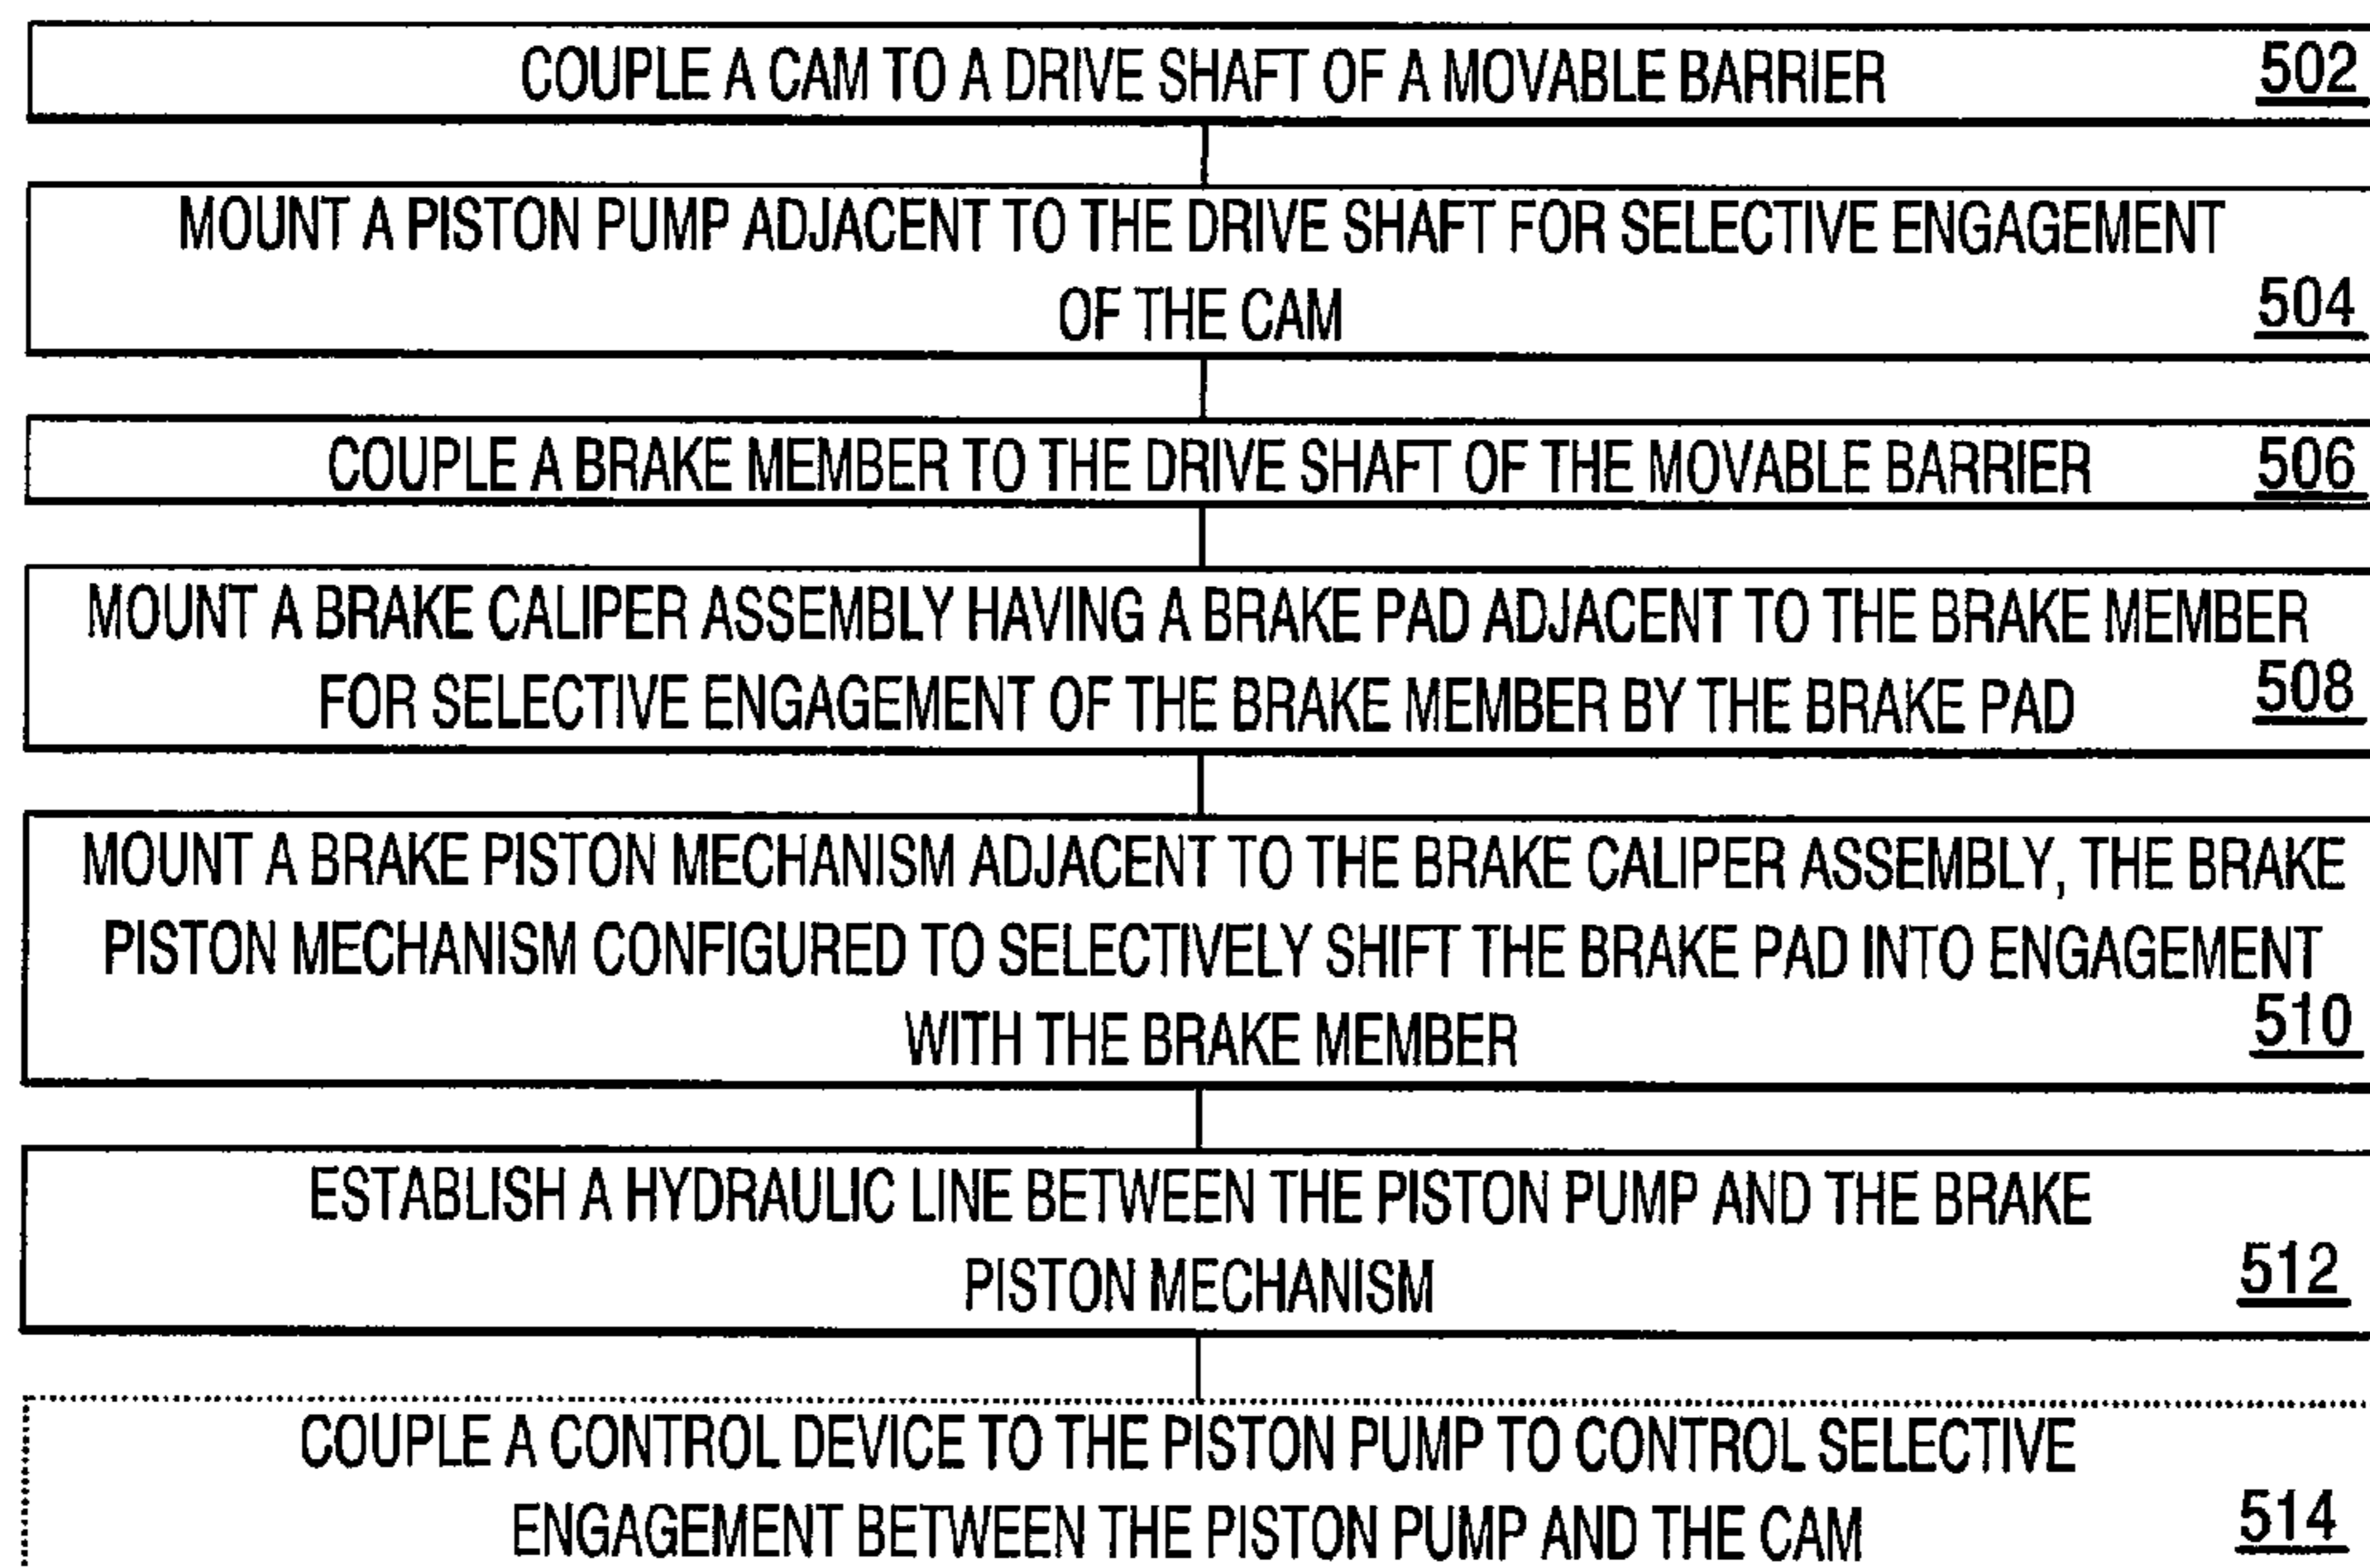 COUPLE A CAM TO A DRIVE SHAFT OF A MOVABLE BARRIER 502
MOUNT A PISTON PUMP ADJACENT TO THE DRIVE SHAFT FOR SELECTIVE ENGAGEMENT
OF THE CAM 504
COUPLE A BRAKE MEMBER TO THE DRIVE SHAFT OF THE MOVABLE BARRIER 506
MOUNT A BRAKE CALIPER ASSEMBLY HAVING A BRAKE PAD ADJACENT TO THE BRAKE MEMBER
FOR SELECTIVE ENGAGEMENT OF THE BRAKE MEMBER BY THE BRAKE PAD 508
MOUNT A BRAKE PISTON MECHANISM ADJACENT TO THE BRAKE CALIPER ASSEMBLY, THE BRAKE
PISTON MECHANISM CONFIGURED TO SELECTIVELY SHIFT THE BRAKE PAD INTO ENGAGEMENT
WITH THE BRAKE MEMBER 510
ESTABLISH A HYDRAULIC LINE BETWEEN THE PISTON PUMP AND THE BRAKE
PISTON MECHANISM 512
COUPLE A CONTROL DEVICE TO THE PISTON PUMP TO CONTROL SELECTIVE
ENGAGEMENT BETWEEN THE PISTON PUMP AND THE CAM 514